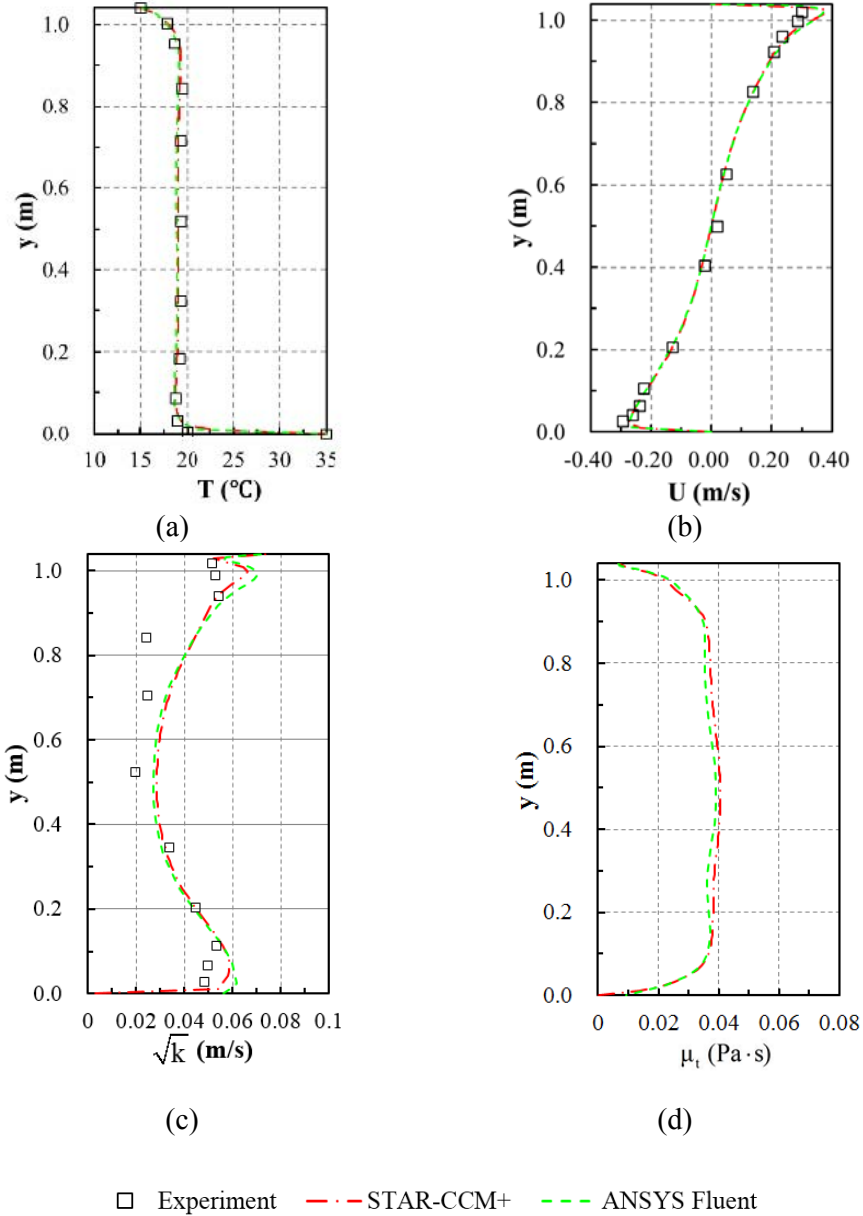 1.0
0.8
0.6
0.4
0.2
0.0
y (m)
10 15 20 25 30 35
T (℃)
(a)
1.0
0.8
0.6
0.4
0.2
0.0
y (m)
-0.40 -0.20 0.00 0.20 0.40
U (m/s)
(b)
1.0
0.8
0.6
0.4
0.2
0.0
y (m)
0 0.02 0.04 0.06 0.08 0.1
√k (m/s)
(c)
1.0
0.8
0.6
0.4
0.2
0.0
y (m)
0 0.02 0.04 0.06 0.08
μt (Pa·s)
(d)
Experiment STAR-CCM+ ANSYS Fluent